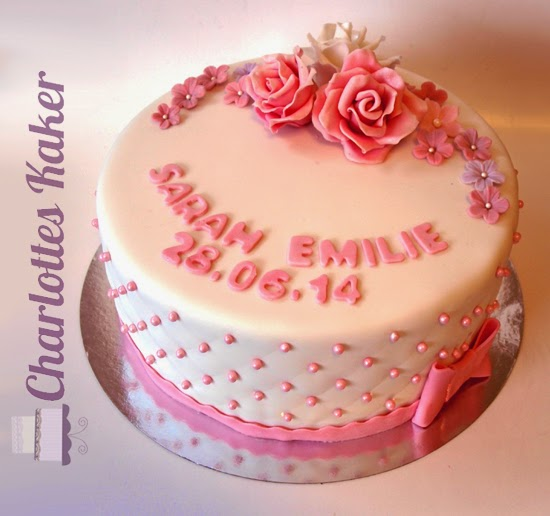 Charlottes Kaker
SARAH EMILIE
28.06.14